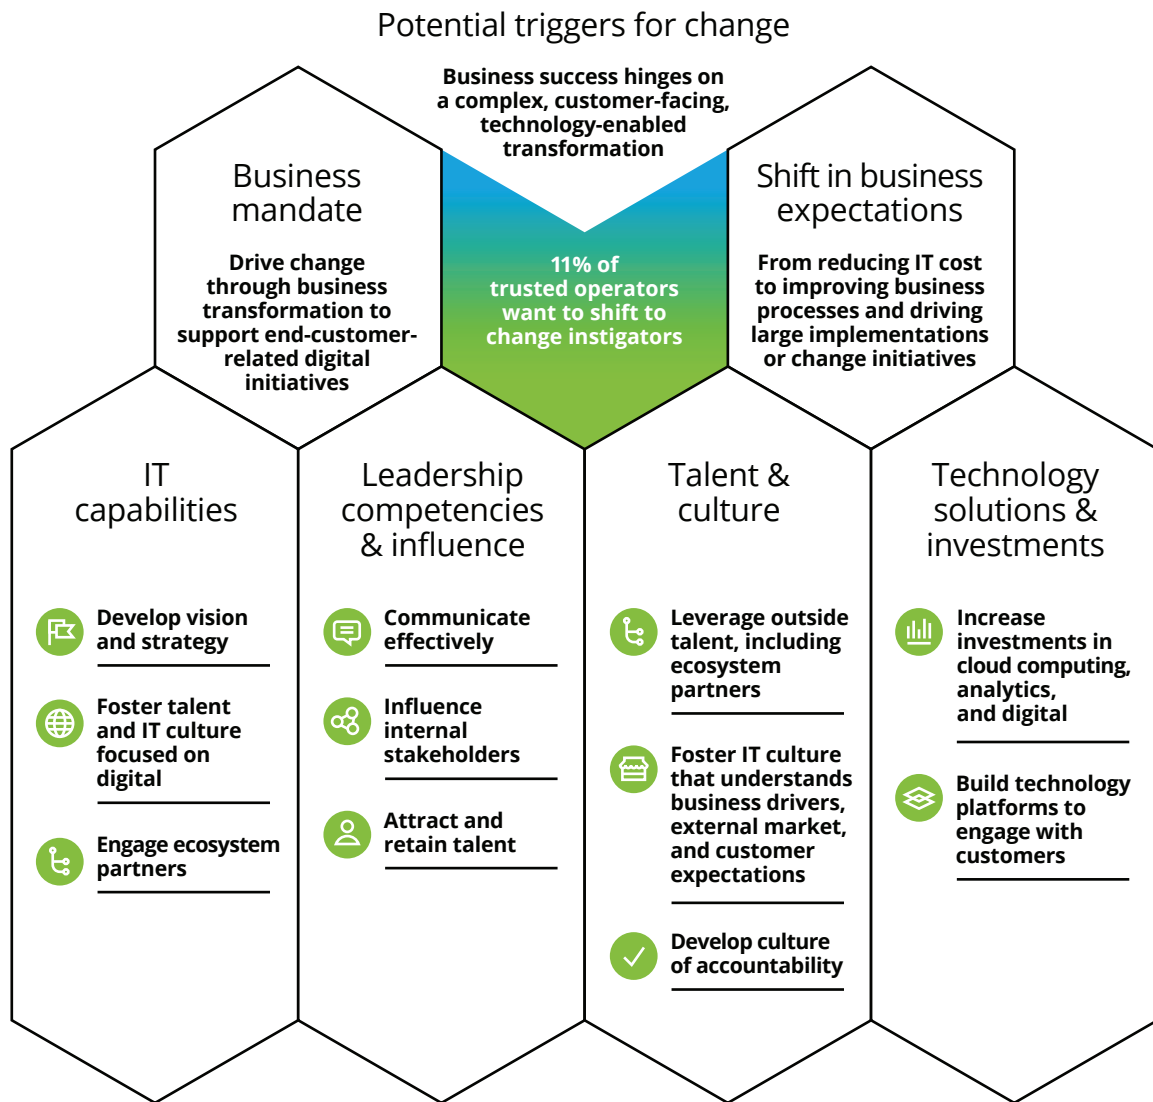 Potential triggers for change
Business success hinges on
a complex, customer-facing,
technology-enabled
transformation
Business
mandate
Drive change
through business
transformation to
support end-customer-
related digital
initiatives
11% of
trusted operators
want to shift to
change instigators
Shift in business
expectations
From reducing IT cost
to improving business
processes and driving
large implementations
or change initiatives
IT
capabilities
Develop vision
and strategy
Foster talent
and IT culture
focused on
digital
Engage ecosystem
partners
Leadership
competencies
& influence
Communicate
effectively
Influence
internal
stakeholders
Attract and
retain talent
Talent &
culture
Leverage outside
talent, including
ecosystem
partners
Foster IT culture
that understands
business drivers,
external market,
and customer
expectations
Develop culture
of accountability
Technology
solutions &
investments
Increase
investments in
cloud computing,
analytics,
and digital
Build technology
platforms to
engage with
customers